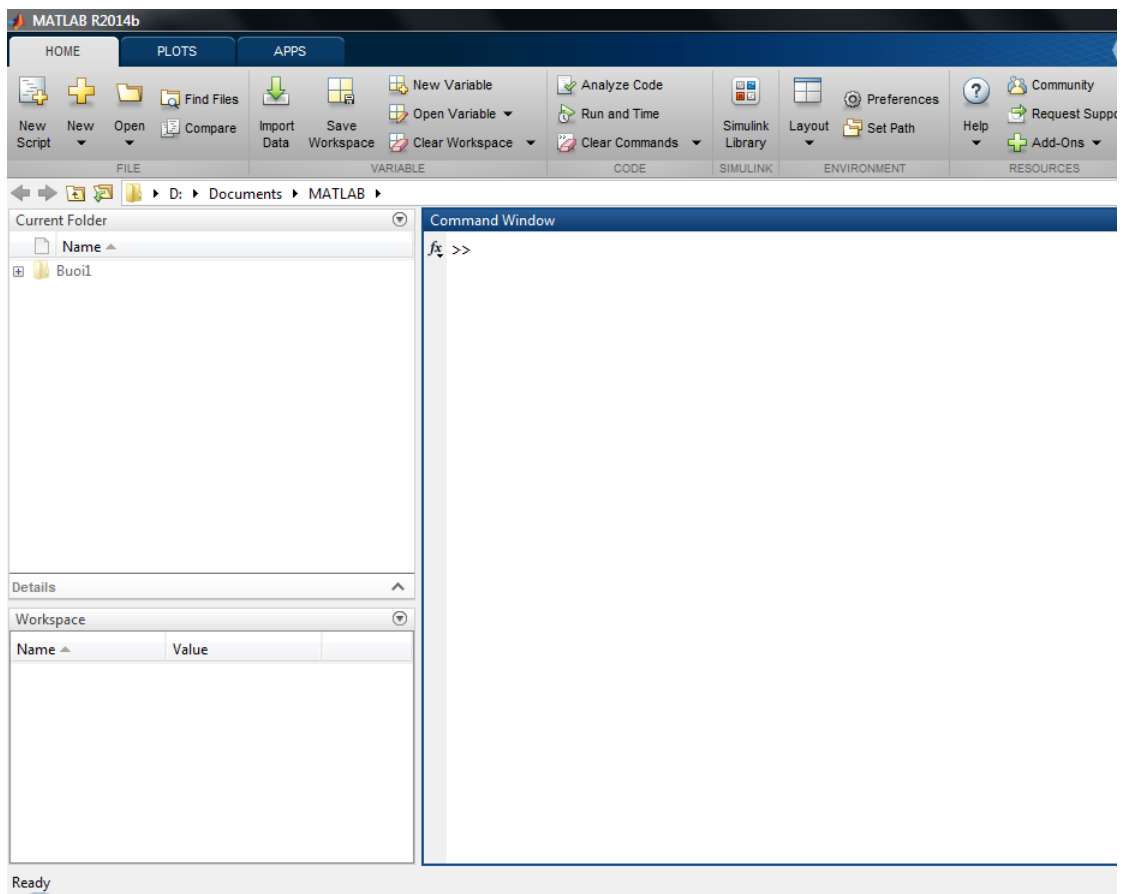 MATLAB R2014b
HOME PLOTS APPS
New Script
New
Open
Find Files
Compare
FILE
Import Data
Save Workspace
New Variable
Open Variable
Clear Workspace
VARIABLE
Analyze Code
Run and Time
Clear Commands
CODE
Simulink Library
SIMULINK
Layout
Preferences
Set Path
ENVIRONMENT
? Help
Community
Request Suppo
Add-Ons
RESOURCES
D: Documents MATLAB
Current Folder
Name
Buoi1
Details
Workspace
Name Value
Command Window
fx >>
Ready